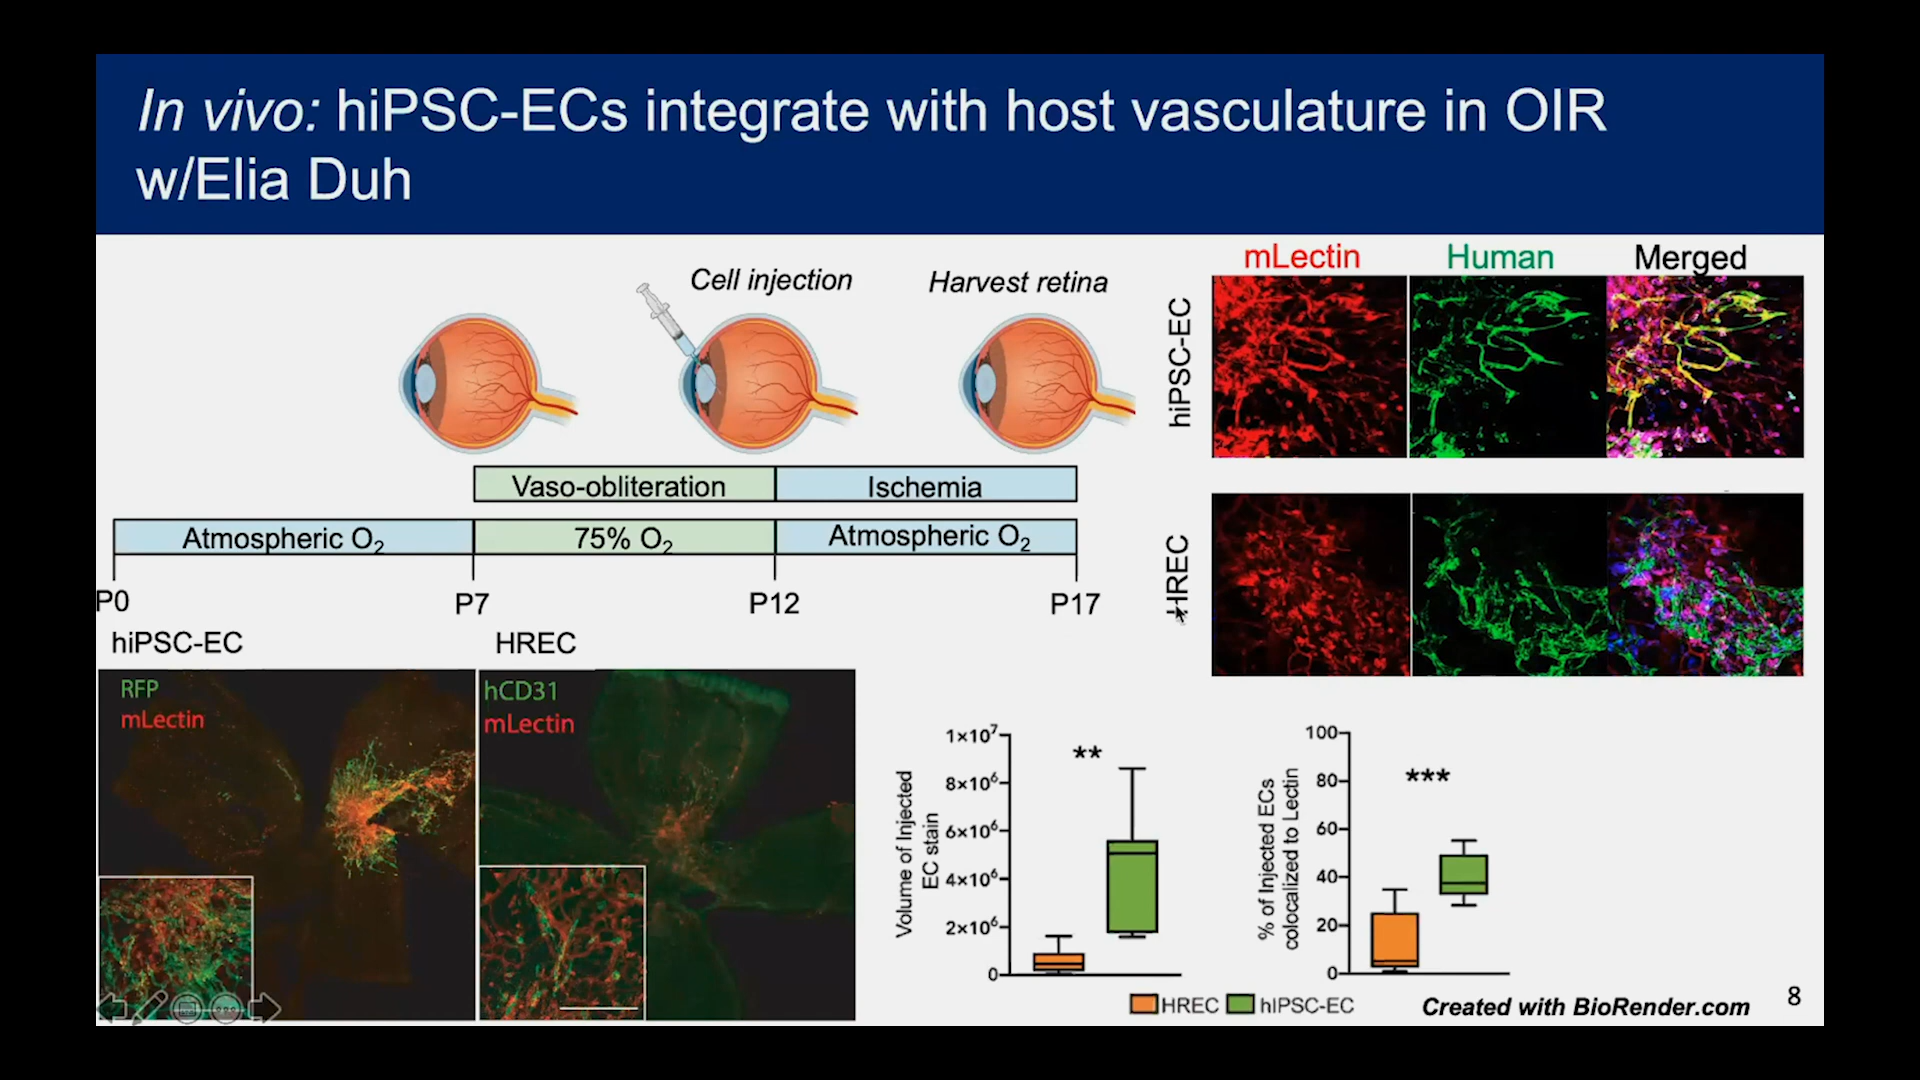 In vivo: hiPSC-ECs integrate with host vasculature in OIR
w/Elia Duh
Cell injection
Harvest retina
Vaso-obliteration
Ischemia
Atmospheric O2
75% O2
Atmospheric O2
P0
P7
P12
P17
mLectin
Human
Merged
hiPSC-EC
HREC
hiPSC-EC
HREC
RFP
mLectin
hCD31
mLectin
Volume of Injected
EC stain
1×10⁷
8×10⁶
6×10⁶
4×10⁶
2×10⁶
0
**
% of Injected ECs
colocalized to Lectin
100
80
60
40
20
0
***
HREC
hIPSC-EC
Created with BioRender.com
8